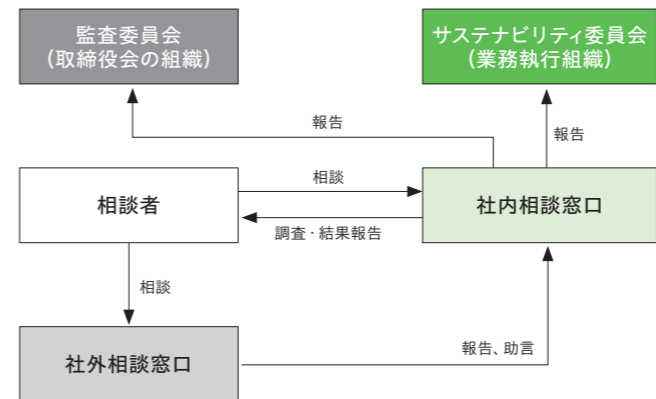 監査委員会
(取締役会の組織)
サステナビリティ委員会
(業務執行組織)
報告
報告
相談者
相談
社内相談窓口
調査・結果報告
相談
社外相談窓口
報告、助言